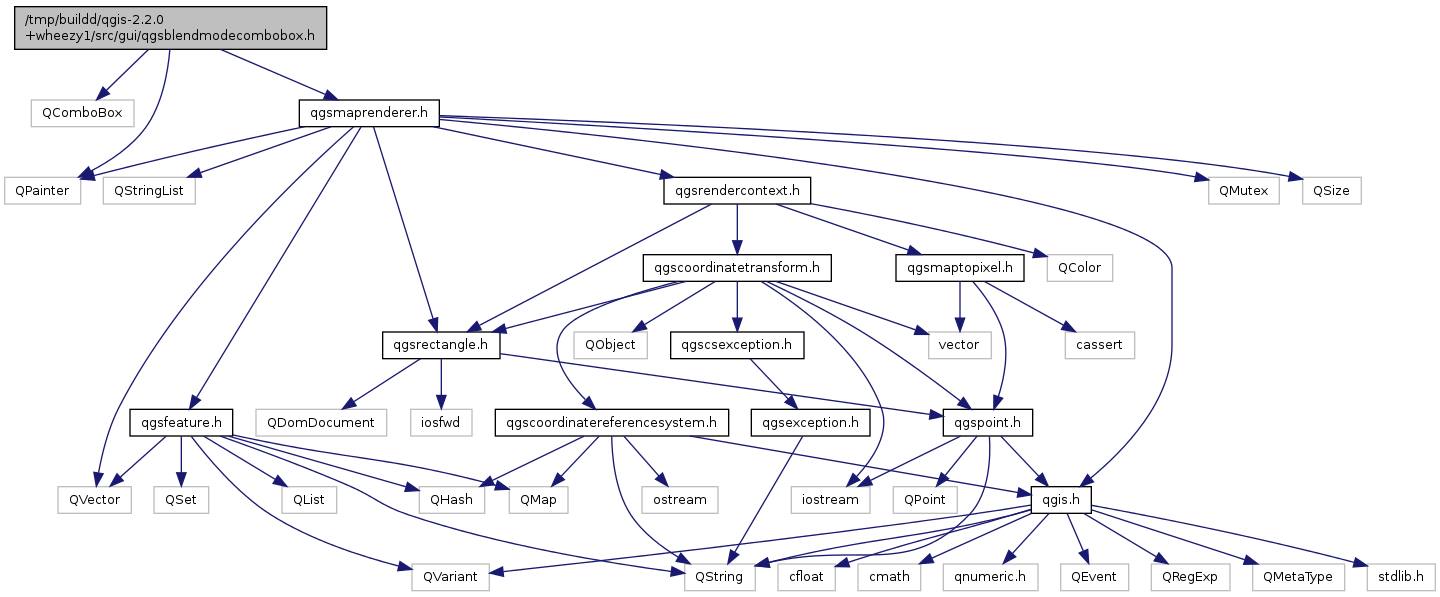 /tmp/buildd/qgis-2.2.0
+wheezy1/src/gui/qgsblendmodecombobox.h
QComboBox
qgsmaprenderer.h
QPainter
QStringList
qgsrendercontext.h
QMutex
QSize
qgscoordinatetransform.h
qgsmaptopixel.h
QColor
qgsrectangle.h
QObject
qgscsexception.h
vector
cassert
qgsfeature.h
QDomDocument
iosfwd
qgscoordinatereferencesystem.h
qgsexception.h
qgspoint.h
QVector
QSet
QList
QHash
QMap
ostream
iostream
QPoint
qgis.h
QVariant
QString
cfloat
cmath
qnumeric.h
QEvent
QRegExp
QMetaType
stdlib.h